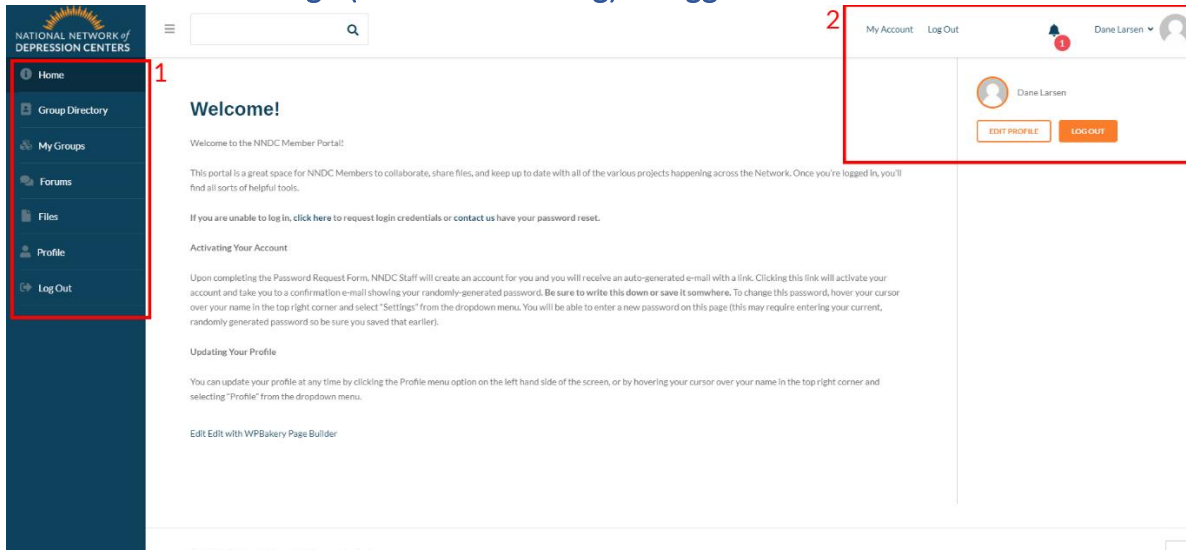 NATIONAL NETWORK of
DEPRESSION CENTERS
2
My Account Log Out
1
Dane Larsen
1
Home
Group Directory
My Groups
Forums
Files
Profile
Log Out
Welcome!
Welcome to the NNDC Member Portal!
This portal is a great space for NNDC Members to collaborate, share files, and keep up to date with all of the various projects happening across the Network. Once you're logged in, you'll
find all sorts of helpful tools.
If you are unable to log in, click here to request login credentials or contact us have your password reset.
Activating Your Account
Upon completing the Password Request Form, NNDC Staff will create an account for you and you will receive an auto-generated e-mail with a link. Clicking this link will activate your
account and take you to a confirmation e-mail showing your randomly-generated password. Be sure to write this down or save it somwhere. To change this password, hover your cursor
over your name in the top right corner and select "Settings" from the dropdown menu. You will be able to enter a new password on this page (this may require entering your current,
randomly generated password so be sure you saved that earlier).
Updating Your Profile
You can update your profile at any time by clicking the Profile menu option on the left hand side of the screen, or by hovering your cursor over your name in the top right corner and
selecting "Profile" from the dropdown menu.
Edit Edit with WPBakery Page Builder
Dane Larsen
EDIT PROFILE LOG OUT